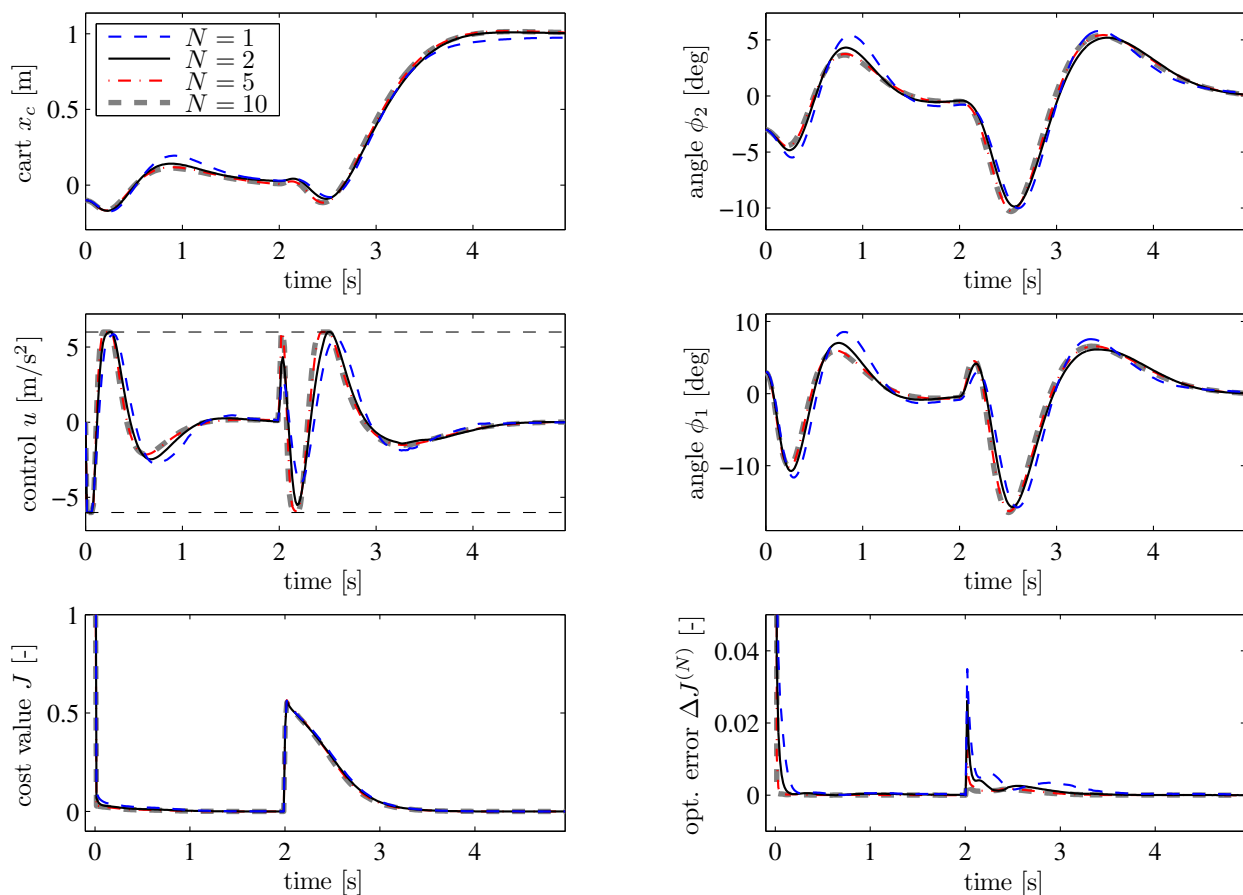 cart x_c [m]
1
0.5
0
N = 1
N = 2
N = 5
N = 10
0 1 2 3 4
time [s]
angle ϕ_2 [deg]
5
0
−5
−10
0 1 2 3 4
time [s]
control u [m/s²]
5
0
−5
0 1 2 3 4
time [s]
angle ϕ_1 [deg]
10
0
−10
0 1 2 3 4
time [s]
cost value J [-]
1
0.5
0
0 1 2 3 4
time [s]
opt. error ΔJ^(N) [-]
0.04
0.02
0
0 1 2 3 4
time [s]